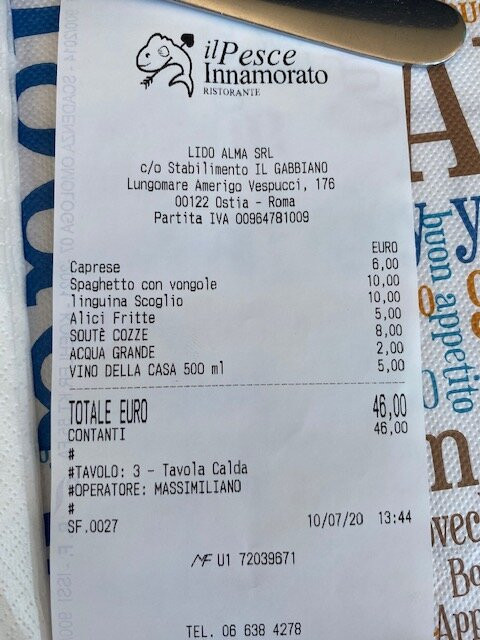 il Pesce
Innamorato
RISTORANTE
LIDO ALMA SRL
c/o Stabilimento IL GABBIANO
Lungomare Amerigo Vespucci, 176
00122 Ostia - Roma
Partita IVA 00964781009
EURO
Caprese 6,00
Spaghetto con vongole 10,00
linguina Scoglio 10,00
Alici Fritte 5,00
SOUTÈ COZZE 8,00
ACQUA GRANDE 2,00
VINO DELLA CASA 500 ml 5,00
TOTALE EURO 46,00
CONTANTI 46,00
#
#TAVOLO: 3 - Tavola Calda
#OPERATORE: MASSIMILIANO
#
SF.0027 10/07/20 13:44
MF U1 72039671
TEL. 06 638 4278
buon appetito